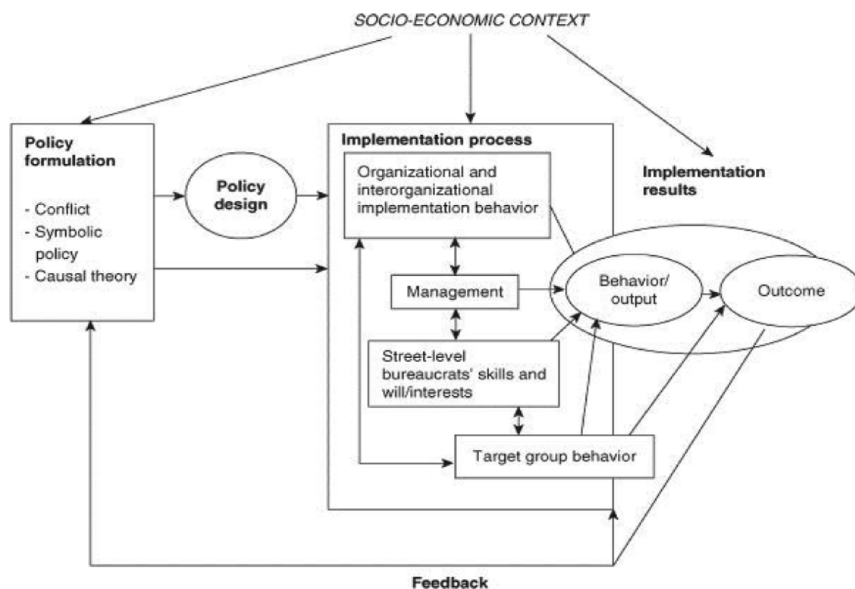 SOCIO-ECONOMIC CONTEXT
Policy
formulation
- Conflict
- Symbolic
policy
- Causal theory
Policy
design
Implementation process
Organizational and
interorganizational
implementation behavior
Management
Street-level
bureaucrats' skills and
will/interests
Target group behavior
Implementation
results
Behavior/
output
Outcome
Feedback